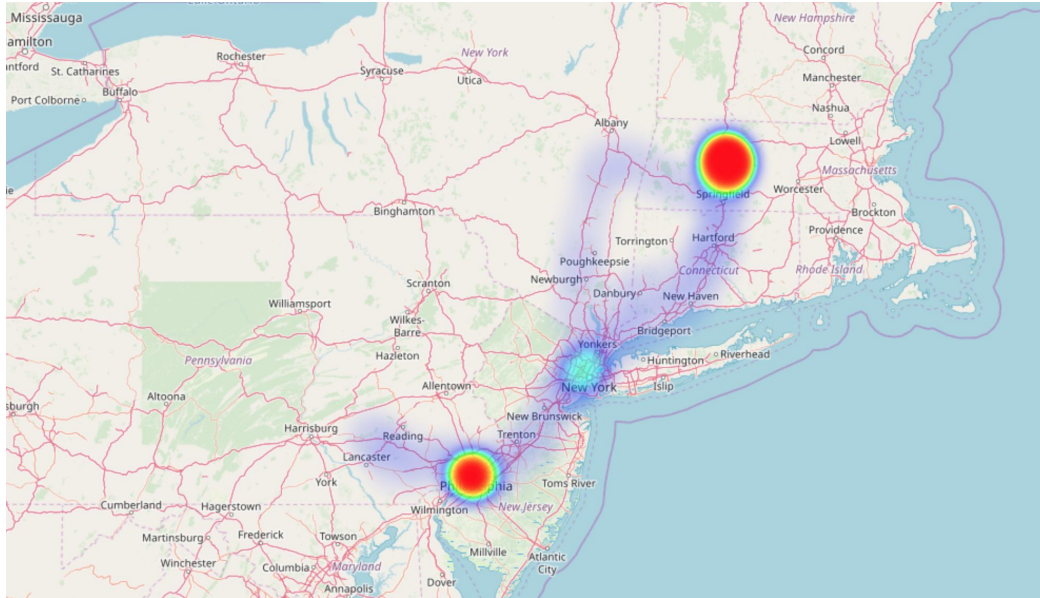 Mississauga
amilton
antford
St. Catharines
Port Colborne
Buffalo
Rochester
Syracuse
New York
Utica
Albany
New Hampshire
Concord
Manchester
Nashua
Lowell
Massachusetts
Worcester
Springfield
Brockton
Providence
Rhode Island
Hartford
Torrington
Connecticut
Poughkeepsie
Newburgh
Danbury
New Haven
Bridgeport
Yonkers
Huntington
Riverhead
New York
Islip
Binghamton
Scranton
Wilkes-
Barre
Williamsport
Hazleton
Pennsylvania
Altoona
sburgh
Allentown
New Brunswick
Harrisburg
Reading
Trenton
Lancaster
York
Toms River
New Jersey
Wilmington
Cumberland
Hagerstown
Martinsburg
Frederick
Towson
Winchester
Columbia
Maryland
Annapolis
Dover
Millville
Atlantic
City